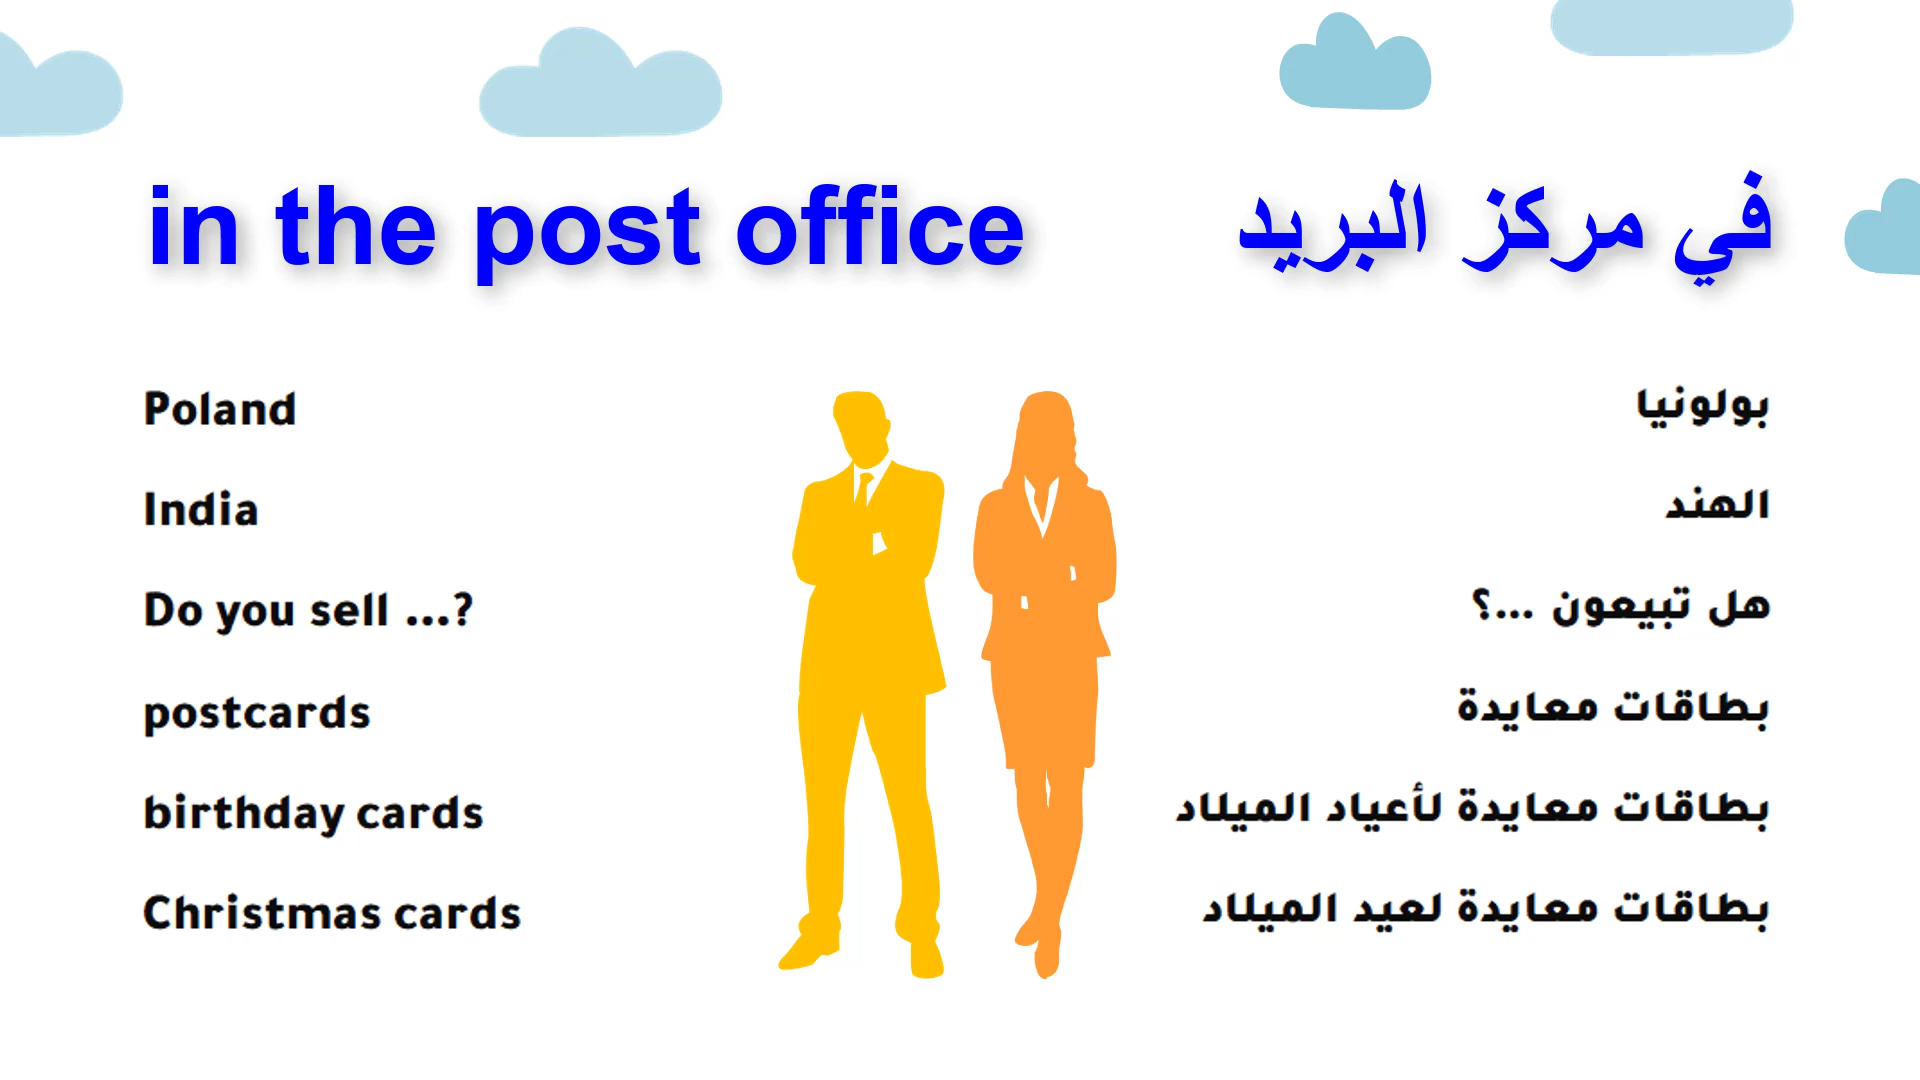 in the post office في مركز البريد
Poland بولونيا
India الهند
Do you sell ...? هل تبيعون ...؟
postcards بطاقات معايدة
birthday cards بطاقات معايدة لأعياد الميلاد
Christmas cards بطاقات معايدة لعيد الميلاد